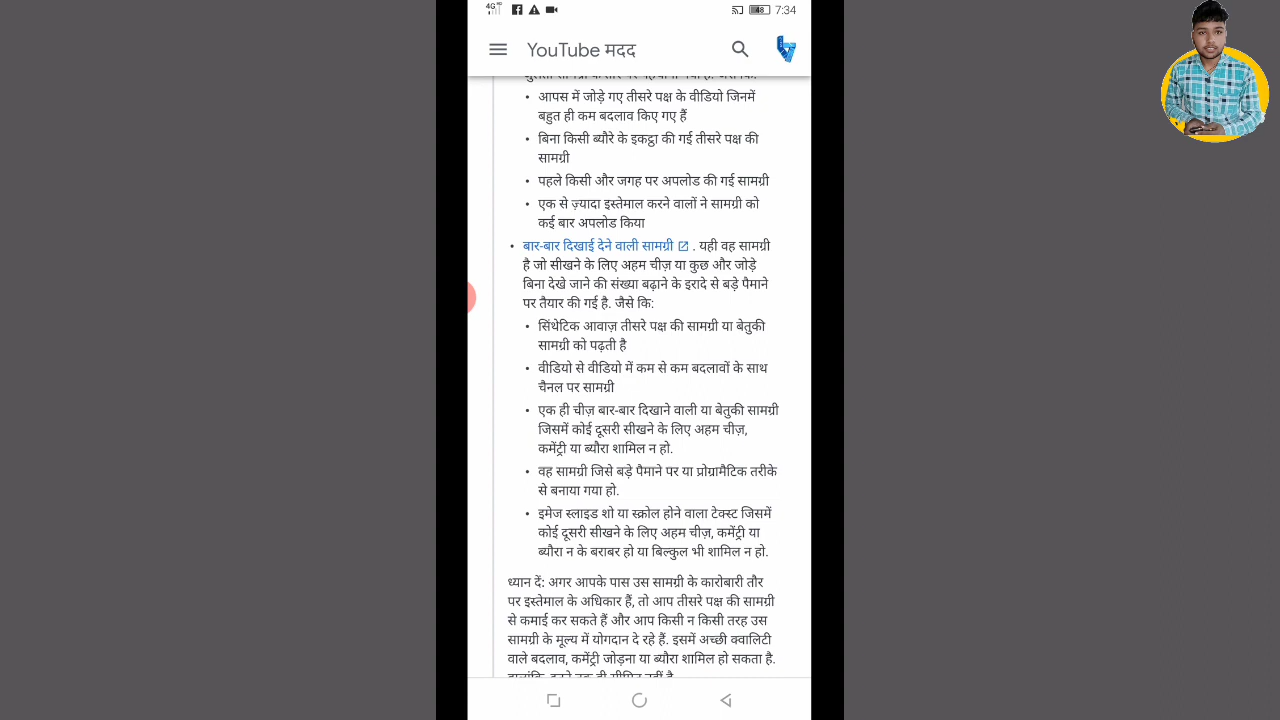 4G 48 7:34
YouTube मदद
आपस में जोड़े गए तीसरे पक्ष के वीडियो जिनमें
बहुत ही कम बदलाव किए गए हैं
बिना किसी ब्यौरे के इकट्ठा की गई तीसरे पक्ष की
सामग्री
पहले किसी और जगह पर अपलोड की गई सामग्री
एक से ज़्यादा इस्तेमाल करने वालों ने सामग्री को
कई बार अपलोड किया
बार-बार दिखाई देने वाली सामग्री . यही वह सामग्री
है जो सीखने के लिए अहम चीज़ या कुछ और जोड़े
बिना देखे जाने की संख्या बढ़ाने के इरादे से बड़े पैमाने
पर तैयार की गई है. जैसे कि:
सिंथेटिक आवाज़ तीसरे पक्ष की सामग्री या बेतुकी
सामग्री को पढ़ती है
वीडियो से वीडियो में कम से कम बदलावों के साथ
चैनल पर सामग्री
एक ही चीज़ बार-बार दिखाने वाली या बेतुकी सामग्री
जिसमें कोई दूसरी सीखने के लिए अहम चीज़,
कमेंट्री या ब्यौरा शामिल न हो.
वह सामग्री जिसे बड़े पैमाने पर या प्रोग्रामैटिक तरीके
से बनाया गया हो.
इमेज स्लाइड शो या स्क्रोल होने वाला टेक्स्ट जिसमें
कोई दूसरी सीखने के लिए अहम चीज़, कमेंट्री या
ब्यौरा न के बराबर हो या बिल्कुल भी शामिल न हो.
ध्यान दें: अगर आपके पास उस सामग्री के कारोबारी तौर
पर इस्तेमाल के अधिकार हैं, तो आप तीसरे पक्ष की सामग्री
से कमाई कर सकते हैं और आप किसी न किसी तरह उस
सामग्री के मूल्य में योगदान दे रहे हैं. इसमें अच्छी क्वालिटी
वाले बदलाव, कमेंट्री जोड़ना या ब्यौरा शामिल हो सकता है.